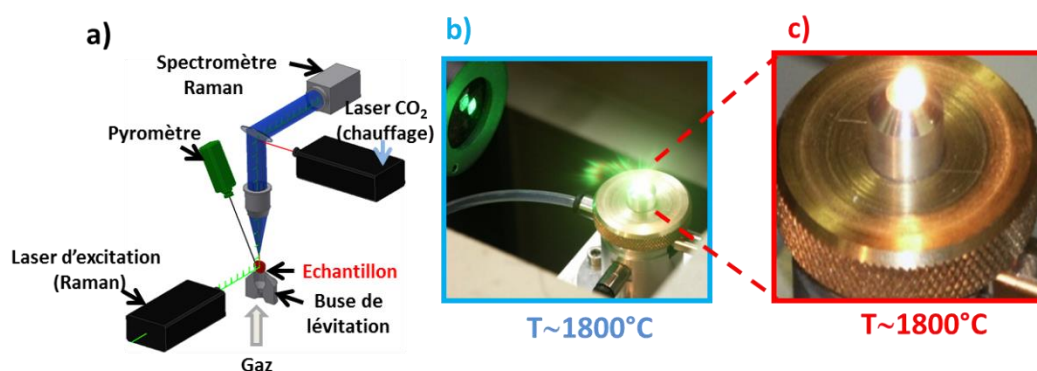 a)
Spectromètre
Raman
Laser CO₂
(chauffage)
Pyromètre
Laser d'excitation
(Raman)
Echantillon
Buse de
lévitation
Gaz
b)
T~1800°C
c)
T~1800°C